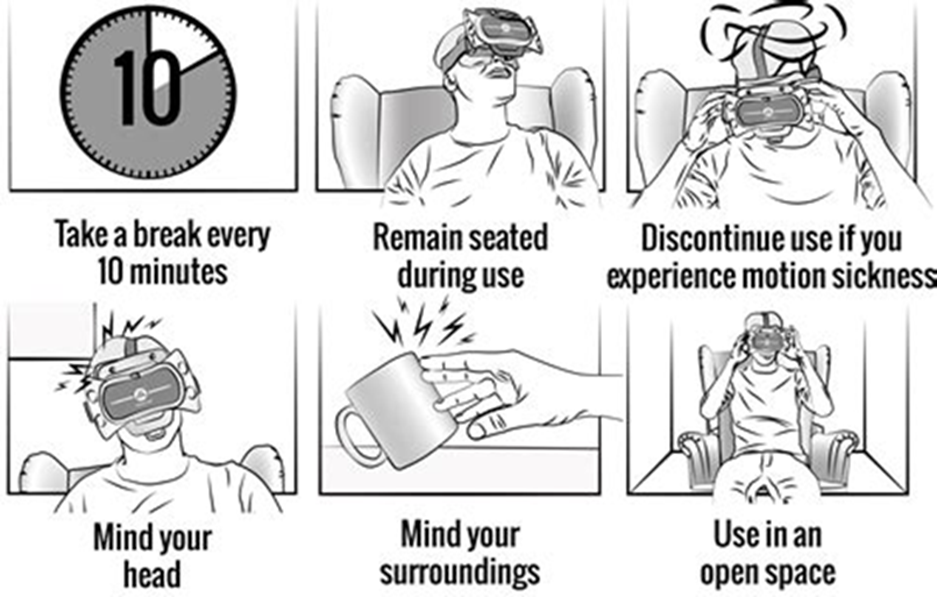 10
Take a break every
10 minutes
Remain seated
during use
Discontinue use if you
experience motion sickness
Mind your
head
Mind your
surroundings
Use in an
open space